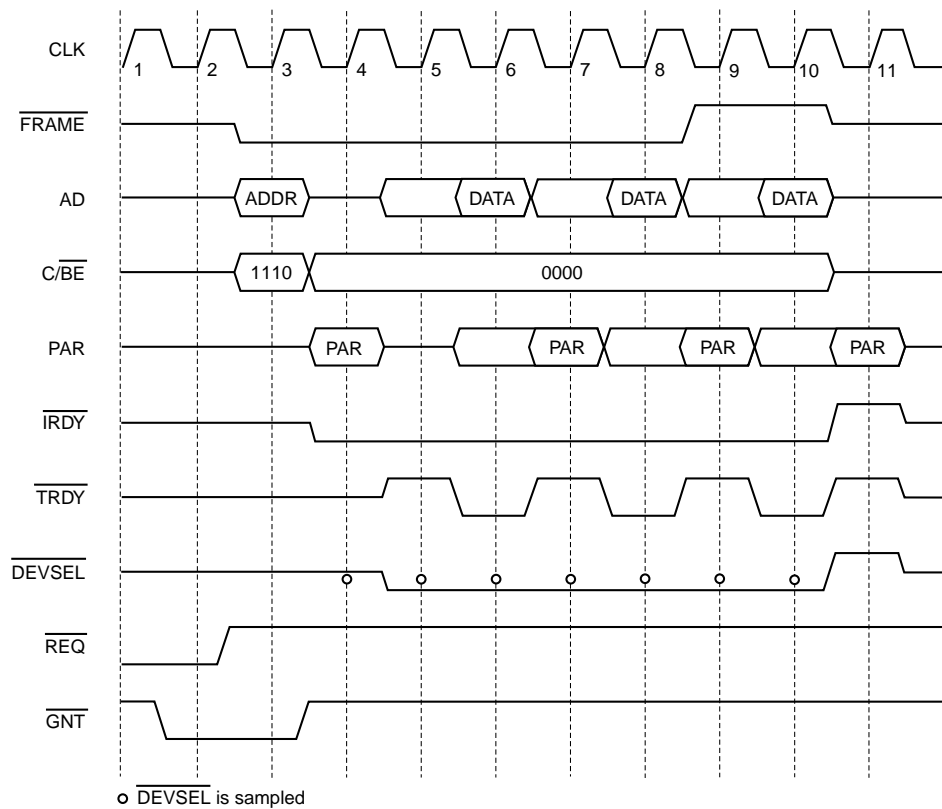 CLK
1 2 3 4 5 6 7 8 9 10 11
FRAME
AD ADDR DATA DATA DATA
C/BE 1110 0000
PAR PAR PAR PAR PAR
IRDY
TRDY
DEVSEL
REQ
GNT
DEVSEL is sampled